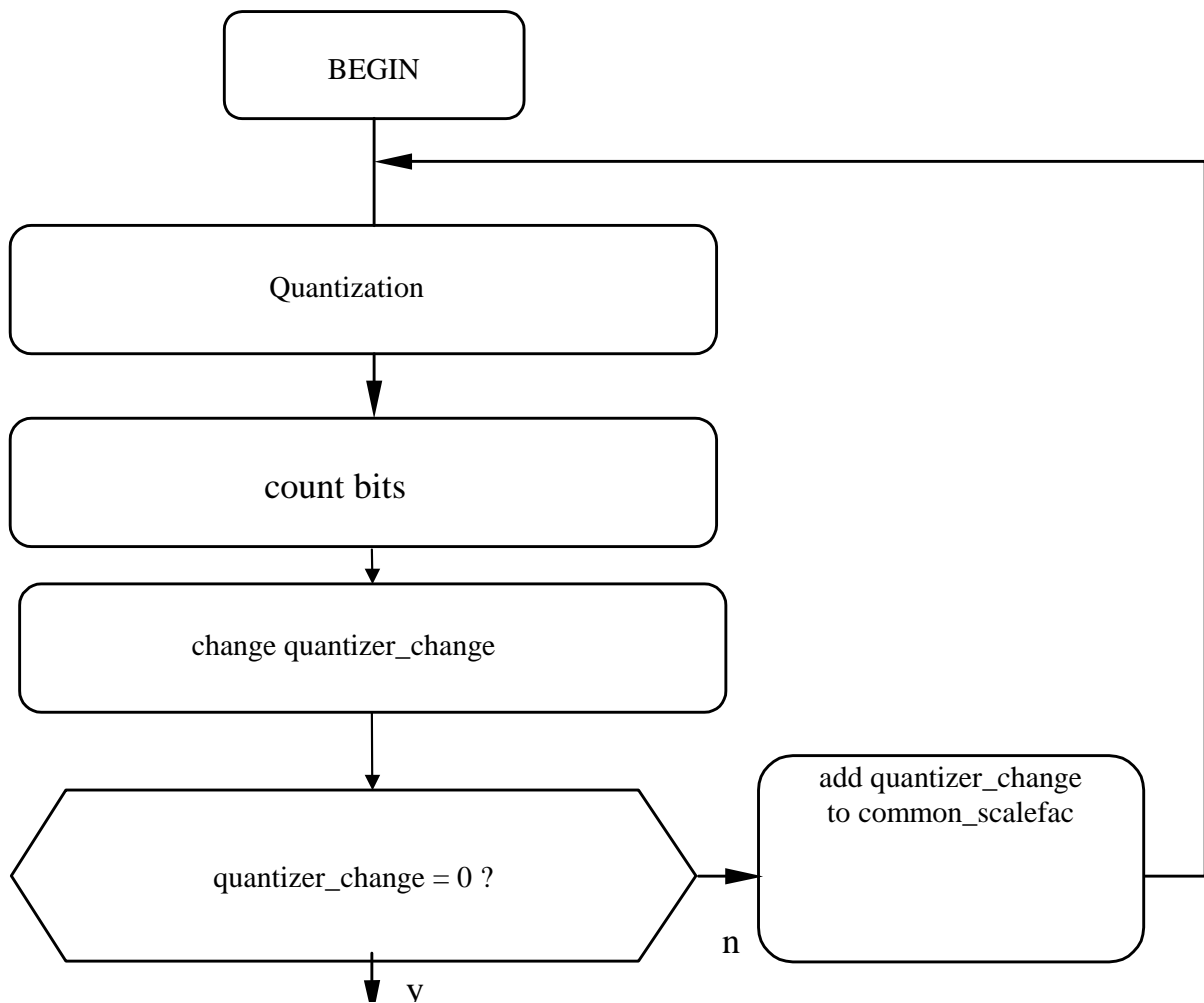 BEGIN
Quantization
count bits
change quantizer_change
add quantizer_change
to common_scalefac
quantizer_change = 0 ?
n
y